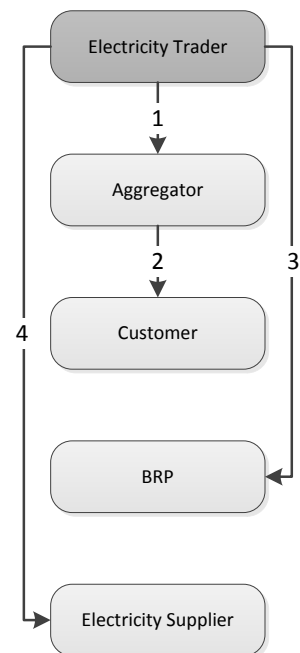 Electricity Trader
1
Aggregator
2
3
Customer
4
BRP
Electricity Supplier